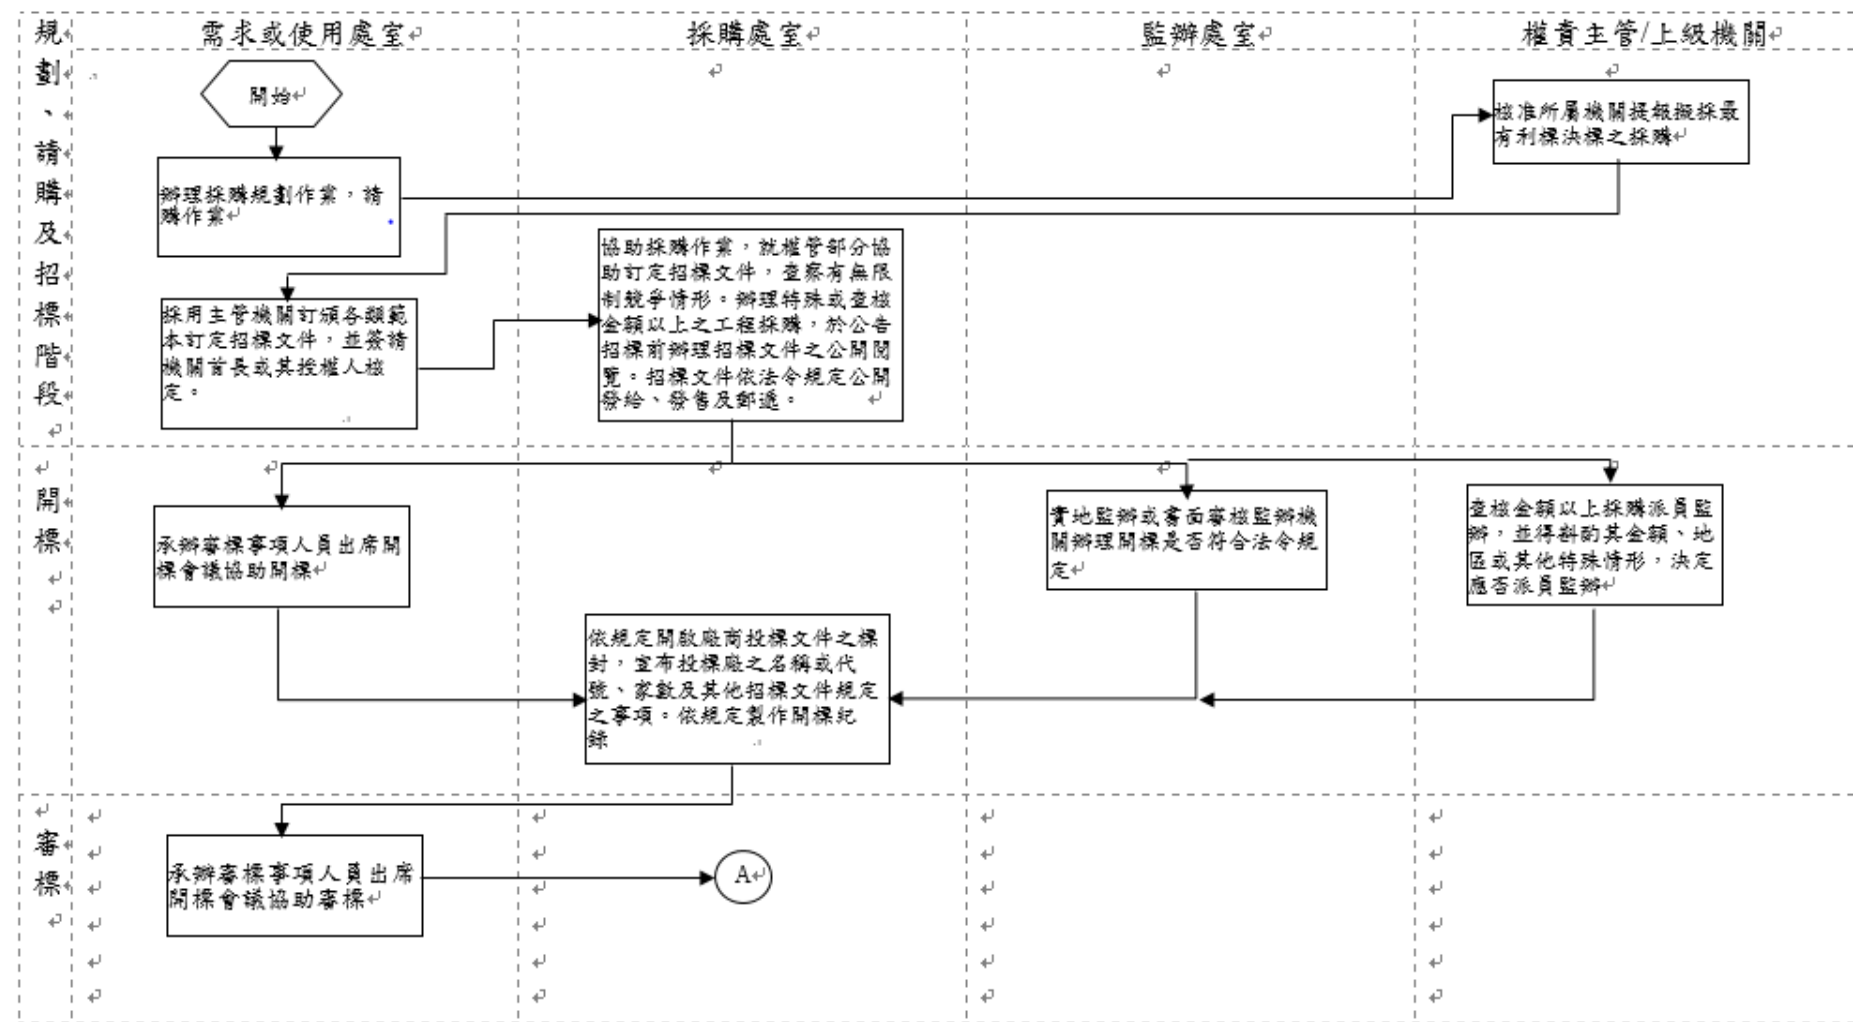 需求或使用處室
採購處室
監辦處室
權責主管/上級機關
規
劃
、
請
購
及
招
標
階
段
開始
辦理採購規劃作業，請
購作業
核准所屬機關提報擬採最
有利標決標之採購
採用主管機關訂頒各類範
本訂定招標文件，並簽請
機關首長或其授權人核
定。
協助採購作業，就權管部分協
助訂定招標文件，查察有無限
制競爭情形。辦理特殊或查核
金額以上之工程採購，於公告
招標前辦理招標文件之公開閱
覽。招標文件依法令規定公開
發給、發售及郵遞。
開
標
承辦審標事項人員出席開
標會議協助開標
實地監辦或書面審核監辦機
關辦理開標是否符合法令規
定
查核金額以上採購派員監
辦，並得斟酌其金額、地
區或其他特殊情形，決定
應否派員監辦
依規定開啟廠商投標文件之標
封，宣布投標廠之名稱或代
號、家數及其他招標文件規定
之事項。依規定製作開標紀
錄
審
標
承辦審標事項人員出席
開標會議協助審標
A